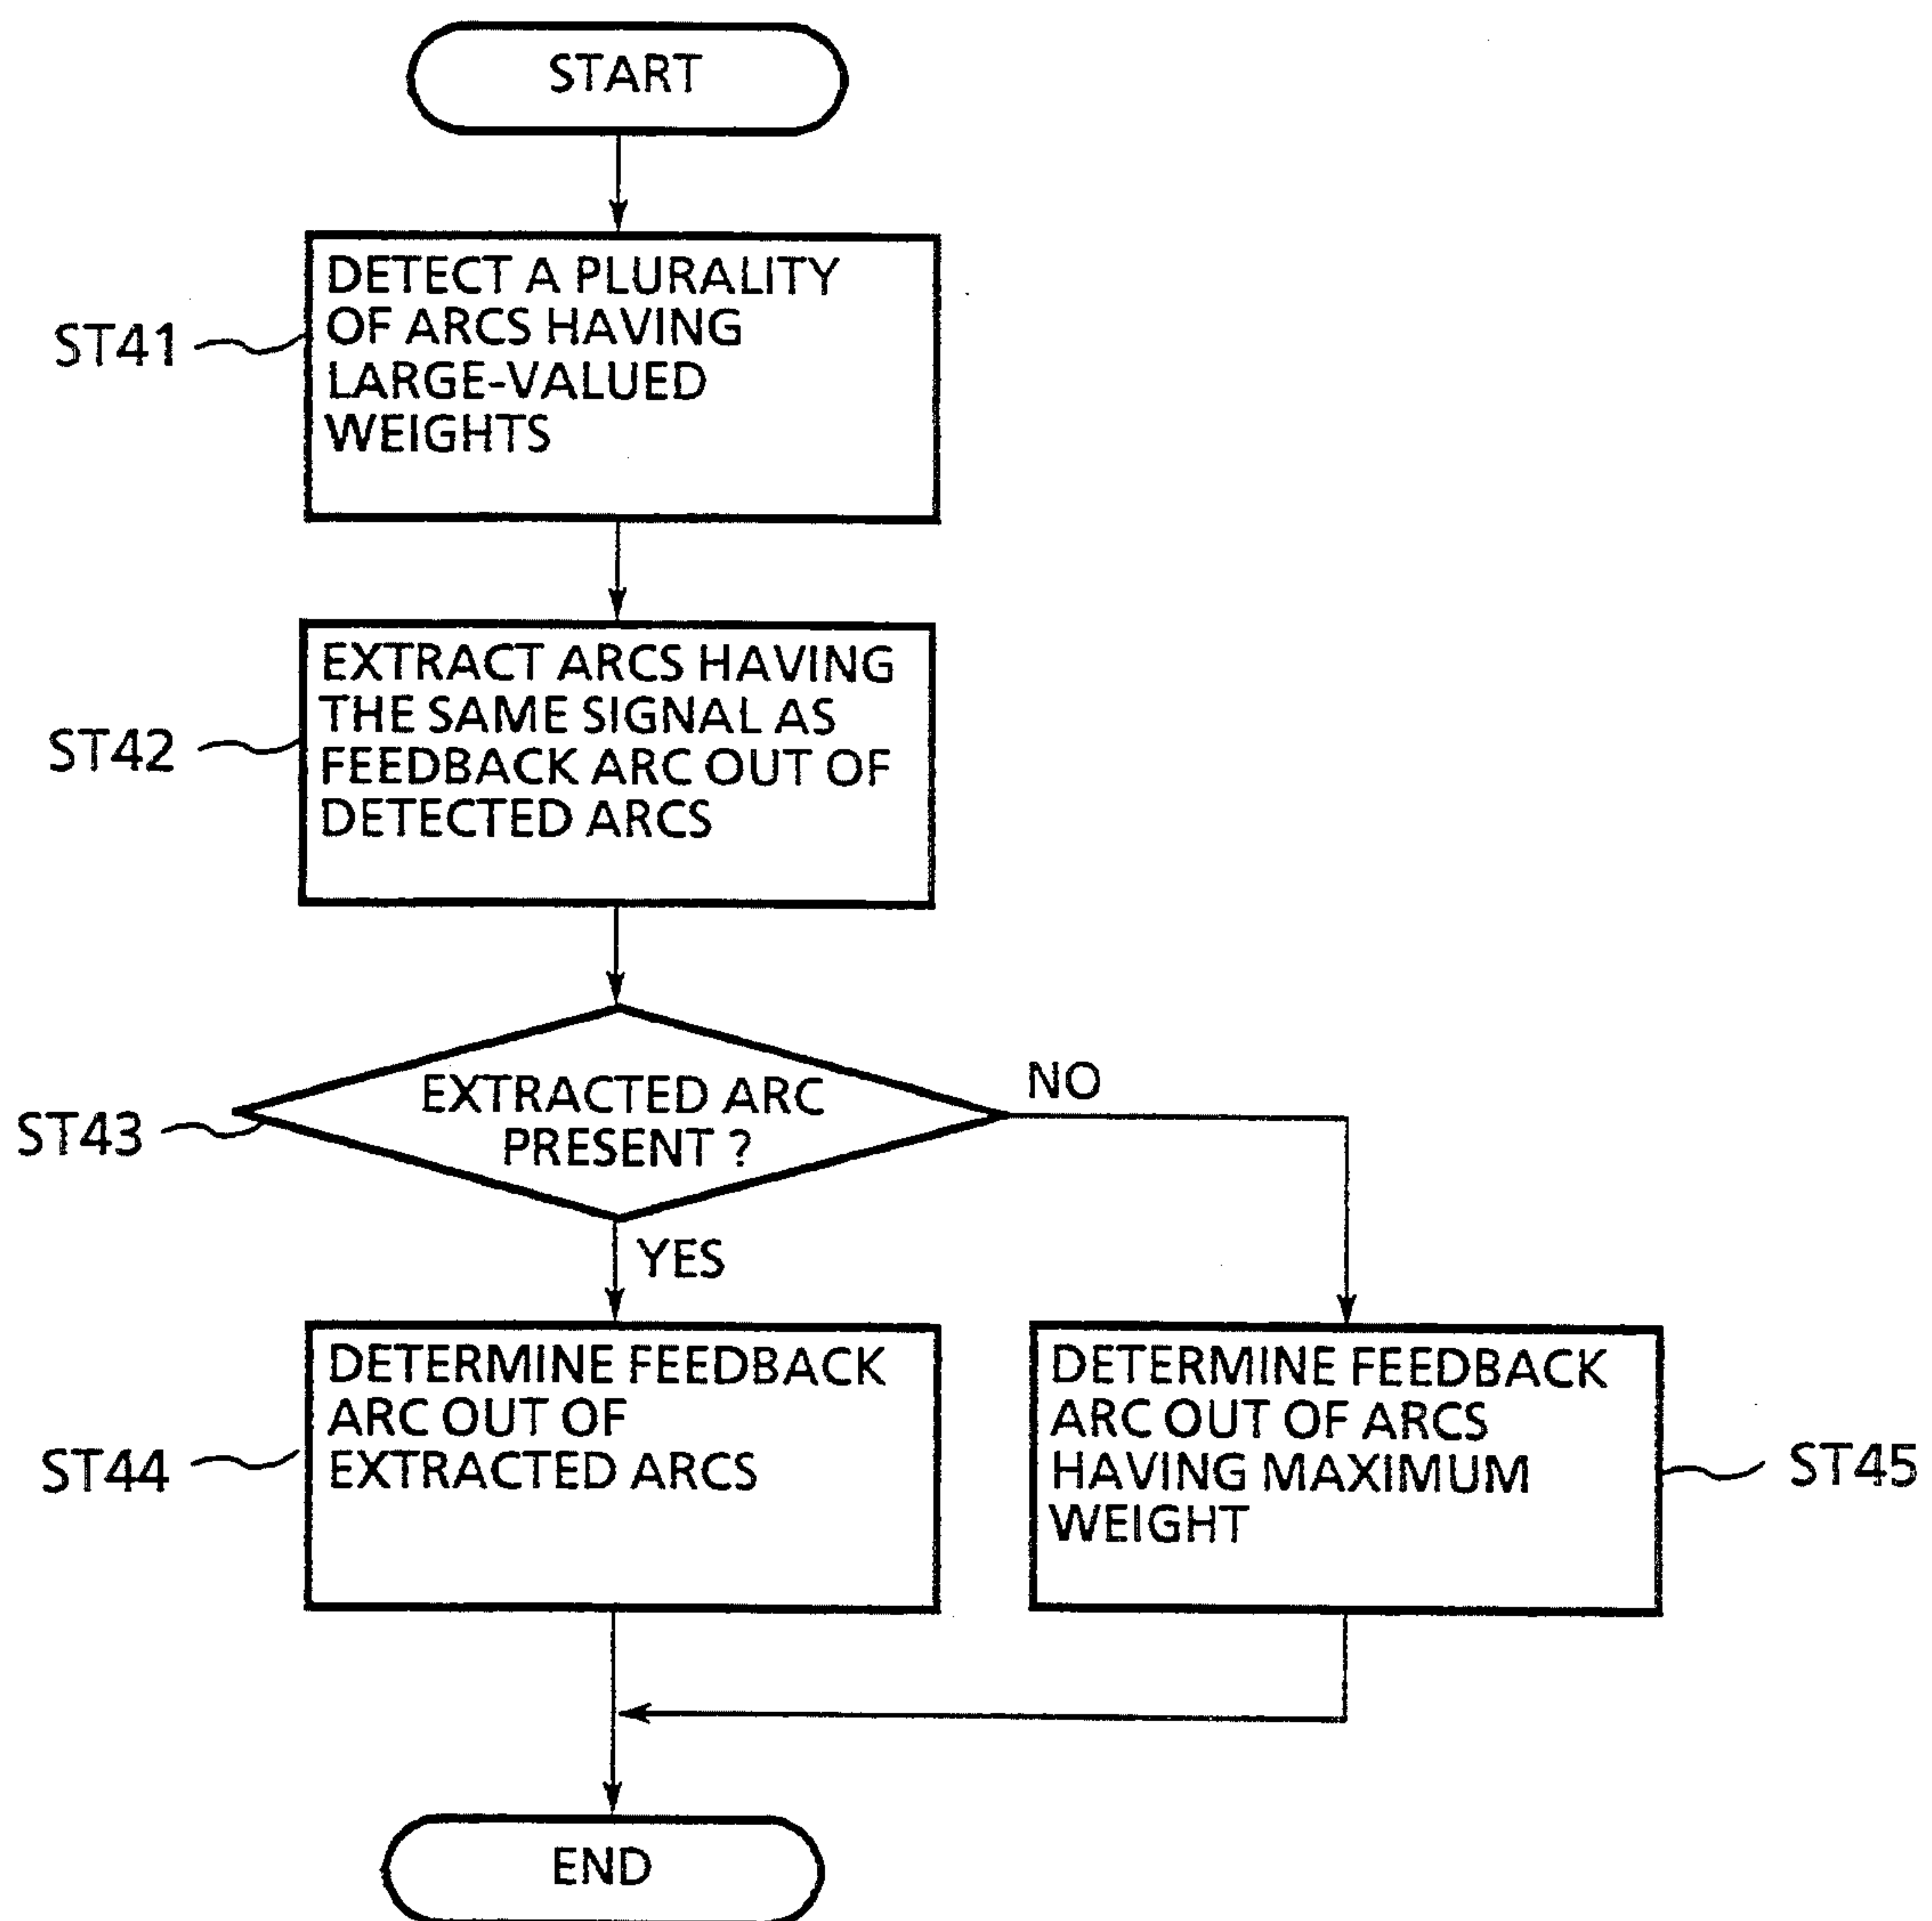 START
ST41
DETECT A PLURALITY
OF ARCS HAVING
LARGE-VALUED
WEIGHTS
ST42
EXTRACT ARCS HAVING
THE SAME SIGNAL AS
FEEDBACK ARC OUT OF
DETECTED ARCS
ST43
EXTRACTED ARC
PRESENT ?
NO
YES
ST44
DETERMINE FEEDBACK
ARC OUT OF
EXTRACTED ARCS
DETERMINE FEEDBACK
ARC OUT OF ARCS
HAVING MAXIMUM
WEIGHT
ST45
END